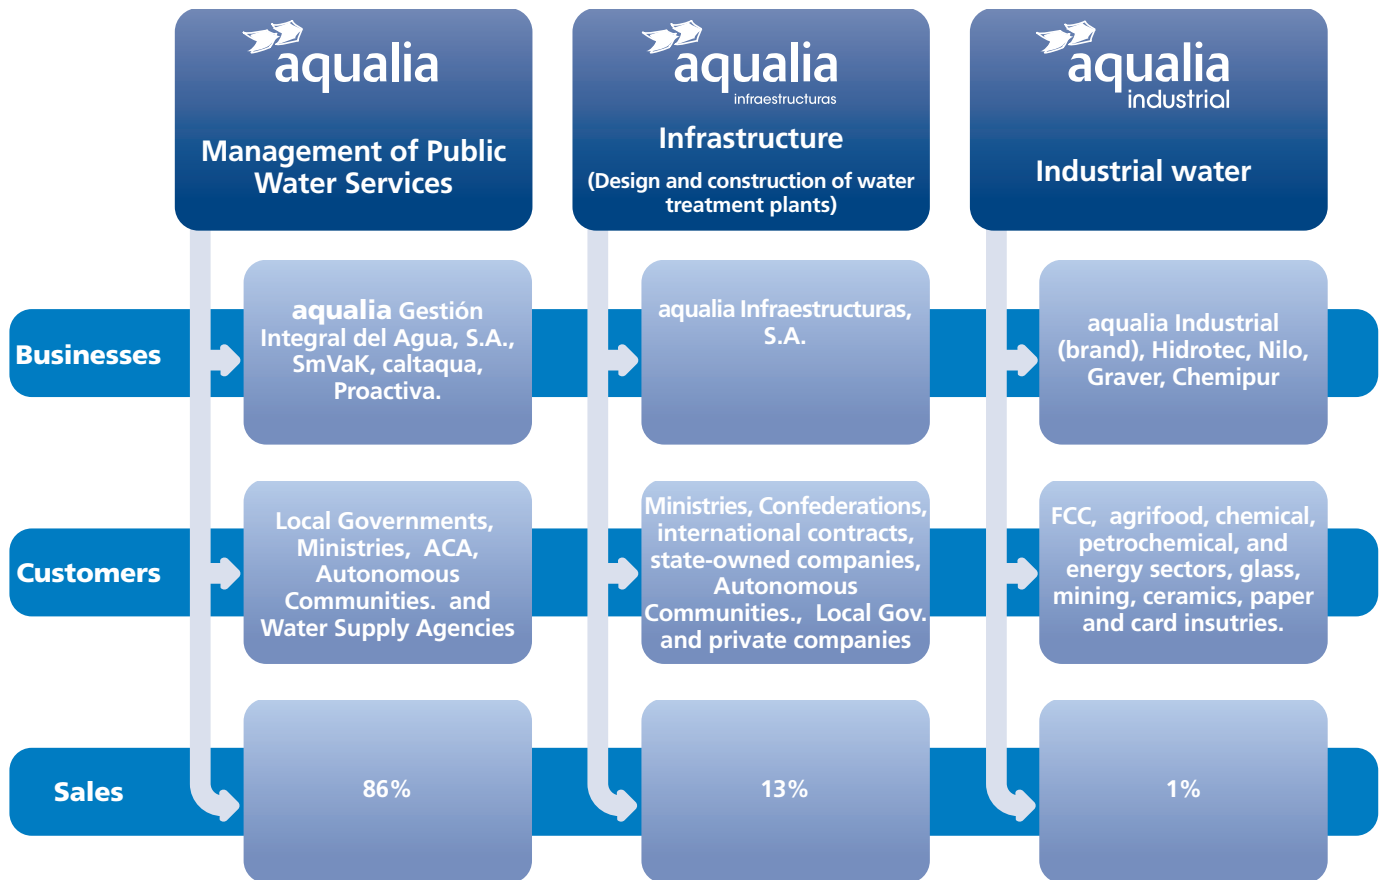 aqualia
Management of Public
Water Services
aqualia
infraestructuras
Infrastructure
(Design and construction of water
treatment plants)
aqualia
industrial
Industrial water
Businesses
aqualia Gestión
Integral del Agua, S.A.,
SmVaK, caltaqua,
Proactiva.
aqualia Infraestructuras,
S.A.
aqualia Industrial
(brand), Hidrotec, Nilo,
Graver, Chemipur
Customers
Local Governments,
Ministries, ACA,
Autonomous
Communities. and
Water Supply Agencies
Ministries, Confederations,
international contracts,
state-owned companies,
Autonomous
Communities., Local Gov.
and private companies
FCC, agrifood, chemical,
petrochemical, and
energy sectors, glass,
mining, ceramics, paper
and card insutries.
Sales
86%
13%
1%